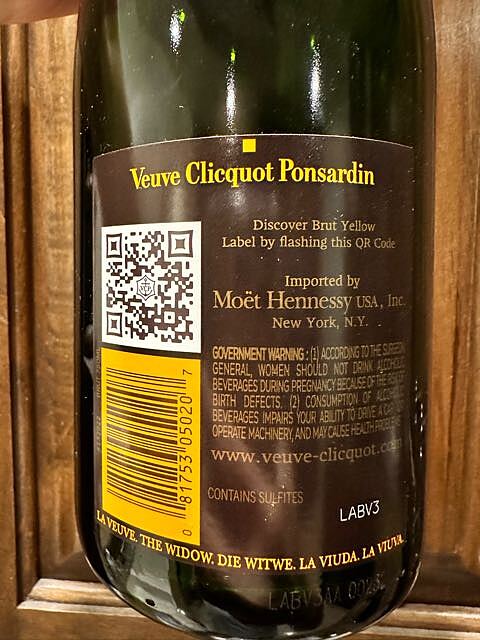 Veuve Clicquot Ponsardin
Discover Brut Yellow
Label by flashing this QR Code
Imported by
Moët Hennessy USA, Inc.
New York, N.Y.
GOVERNMENT WARNING: (1) ACCORDING TO THE SURGEON
GENERAL, WOMEN SHOULD NOT DRINK ALCOHOLIC
BEVERAGES DURING PREGNANCY BECAUSE OF THE RISK OF
BIRTH DEFECTS. (2) CONSUMPTION OF ALCOHOLIC
BEVERAGES IMPAIRS YOUR ABILITY TO DRIVE A CAR OR
OPERATE MACHINERY, AND MAY CAUSE HEALTH PROBLEMS.
www.veuve-clicquot.com
0 81753 05020 7
CONTAINS SULFITES
LABV3
LA VEUVE. THE WIDOW. DIE WITWE. LA VIUDA. LA VIUVA.